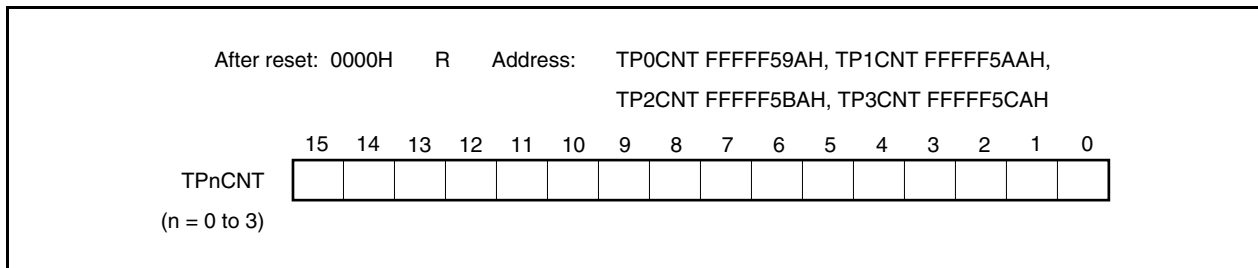 After reset: 0000H R Address: TP0CNT FFFFF59AH, TP1CNT FFFFF5AAH,
TP2CNT FFFFF5BAH, TP3CNT FFFFF5CAH
15 14 13 12 11 10 9 8 7 6 5 4 3 2 1 0
TPnCNT
(n = 0 to 3)